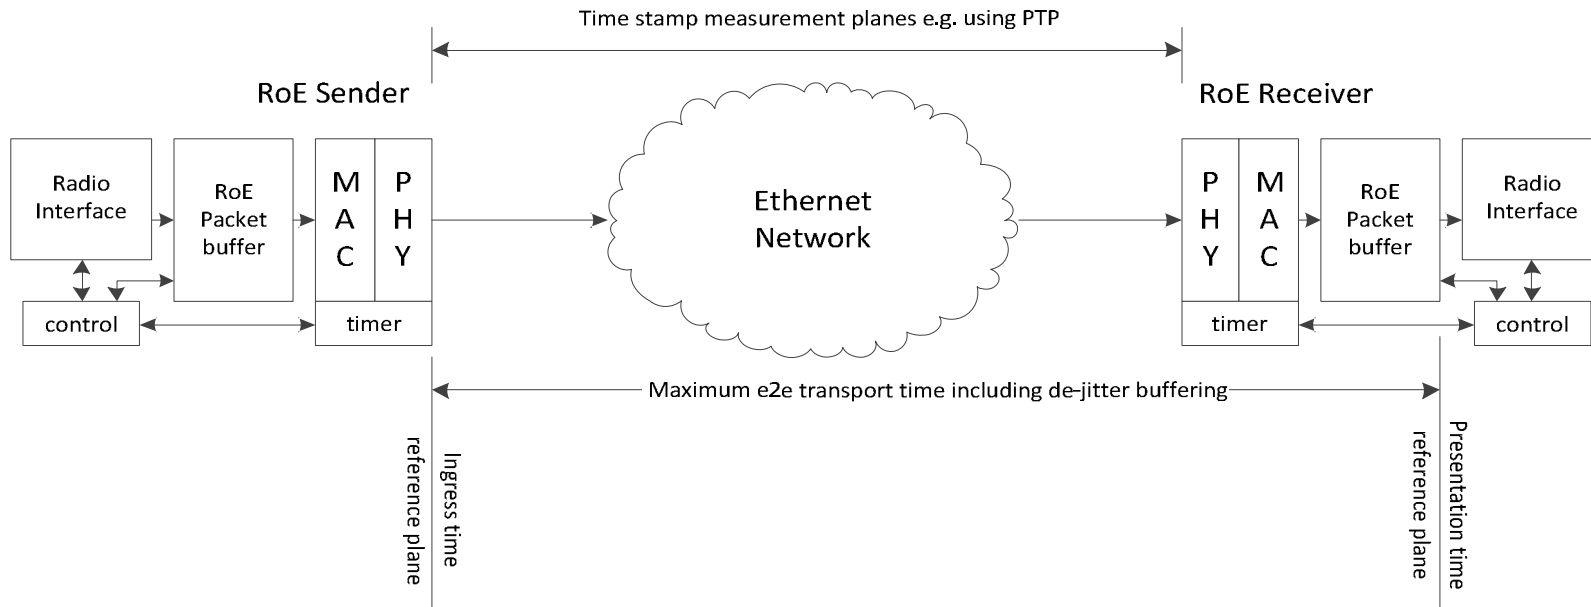 Time stamp measurement planes e.g. using PTP
RoE Sender
RoE Receiver
Radio
Interface
RoE
Packet
buffer
M
A
C
P
H
Y
control
timer
Ethernet
Network
P
H
Y
M
A
C
RoE
Packet
buffer
Radio
Interface
timer
control
Maximum e2e transport time including de-jitter buffering
Ingress time
reference plane
Presentation time
reference plane